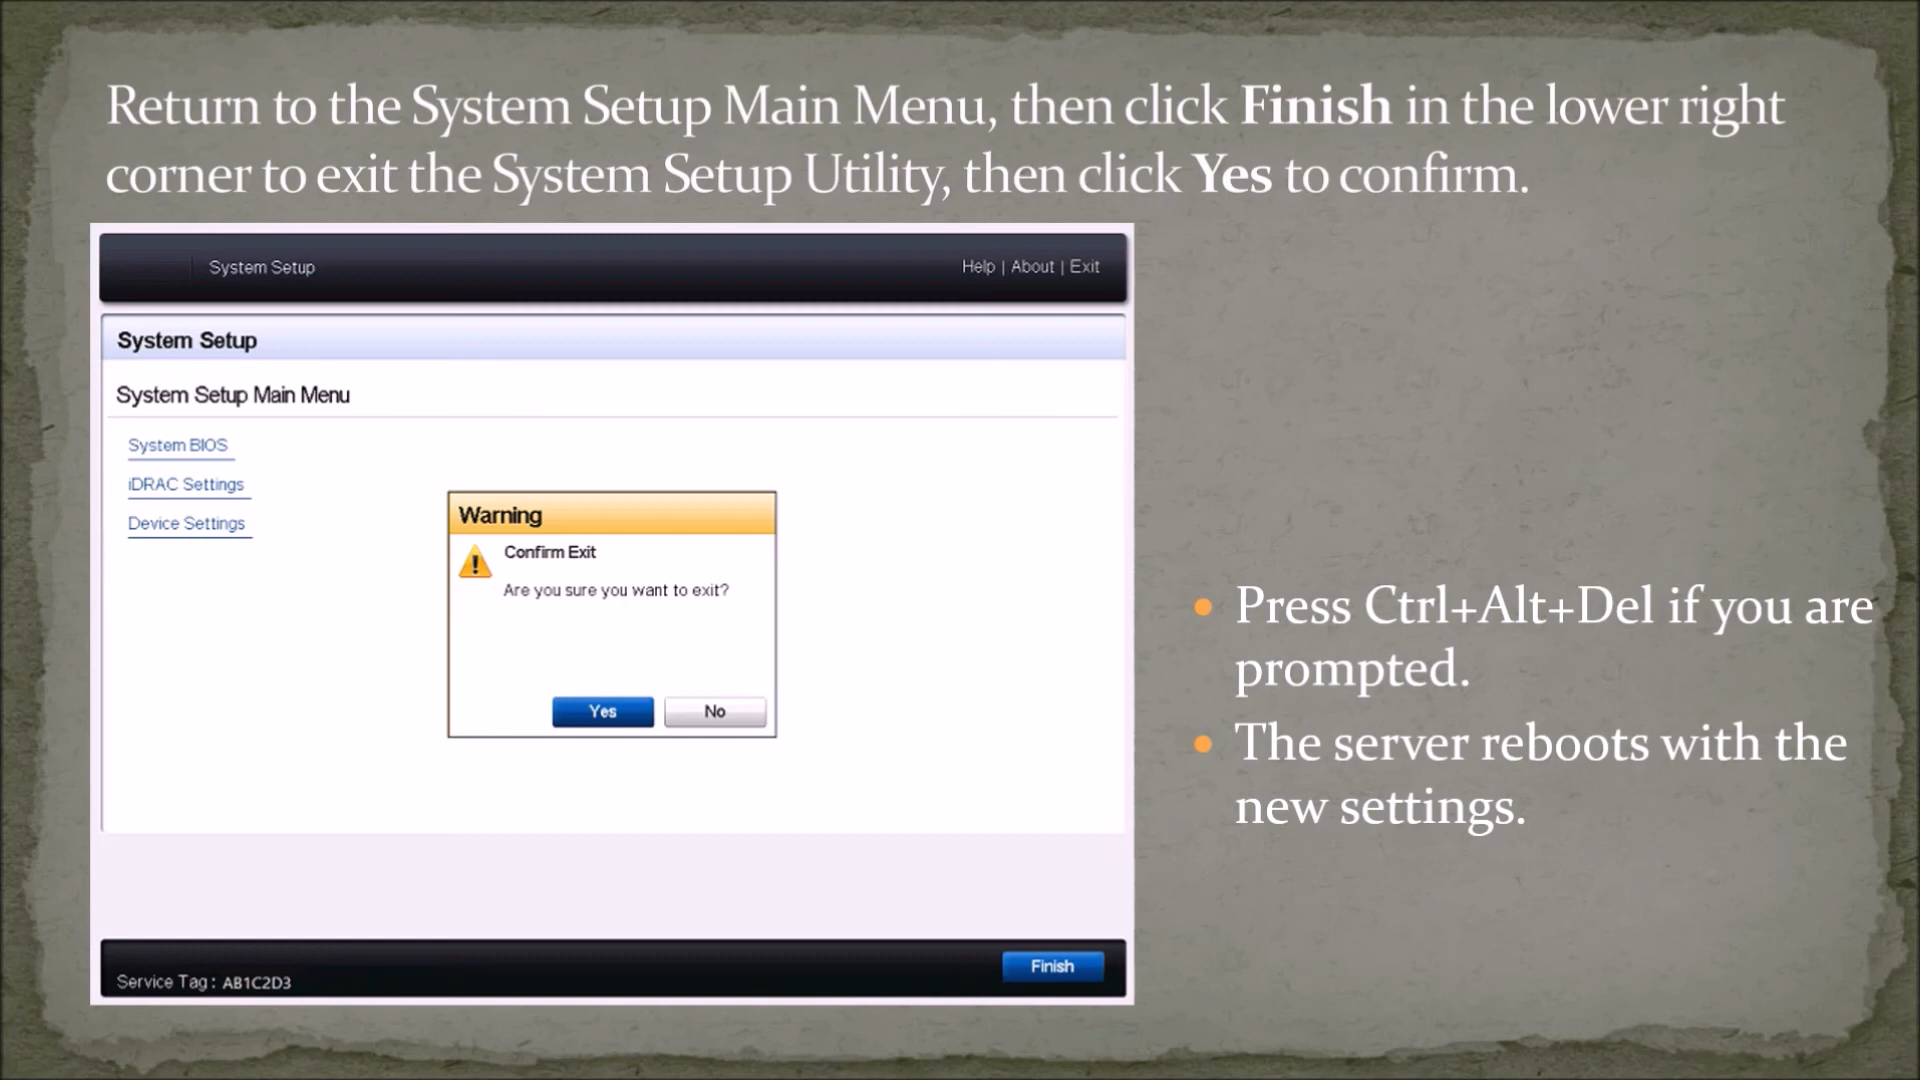 Return to the System Setup Main Menu, then click Finish in the lower right
corner to exit the System Setup Utility, then click Yes to confirm.
System Setup
Help | About | Exit
System Setup
System Setup Main Menu
System BIOS
iDRAC Settings
Device Settings
Warning
Confirm Exit
Are you sure you want to exit?
Yes
No
Service Tag : AB1C2D3
Finish
• Press Ctrl+Alt+Del if you are
prompted.
• The server reboots with the
new settings.